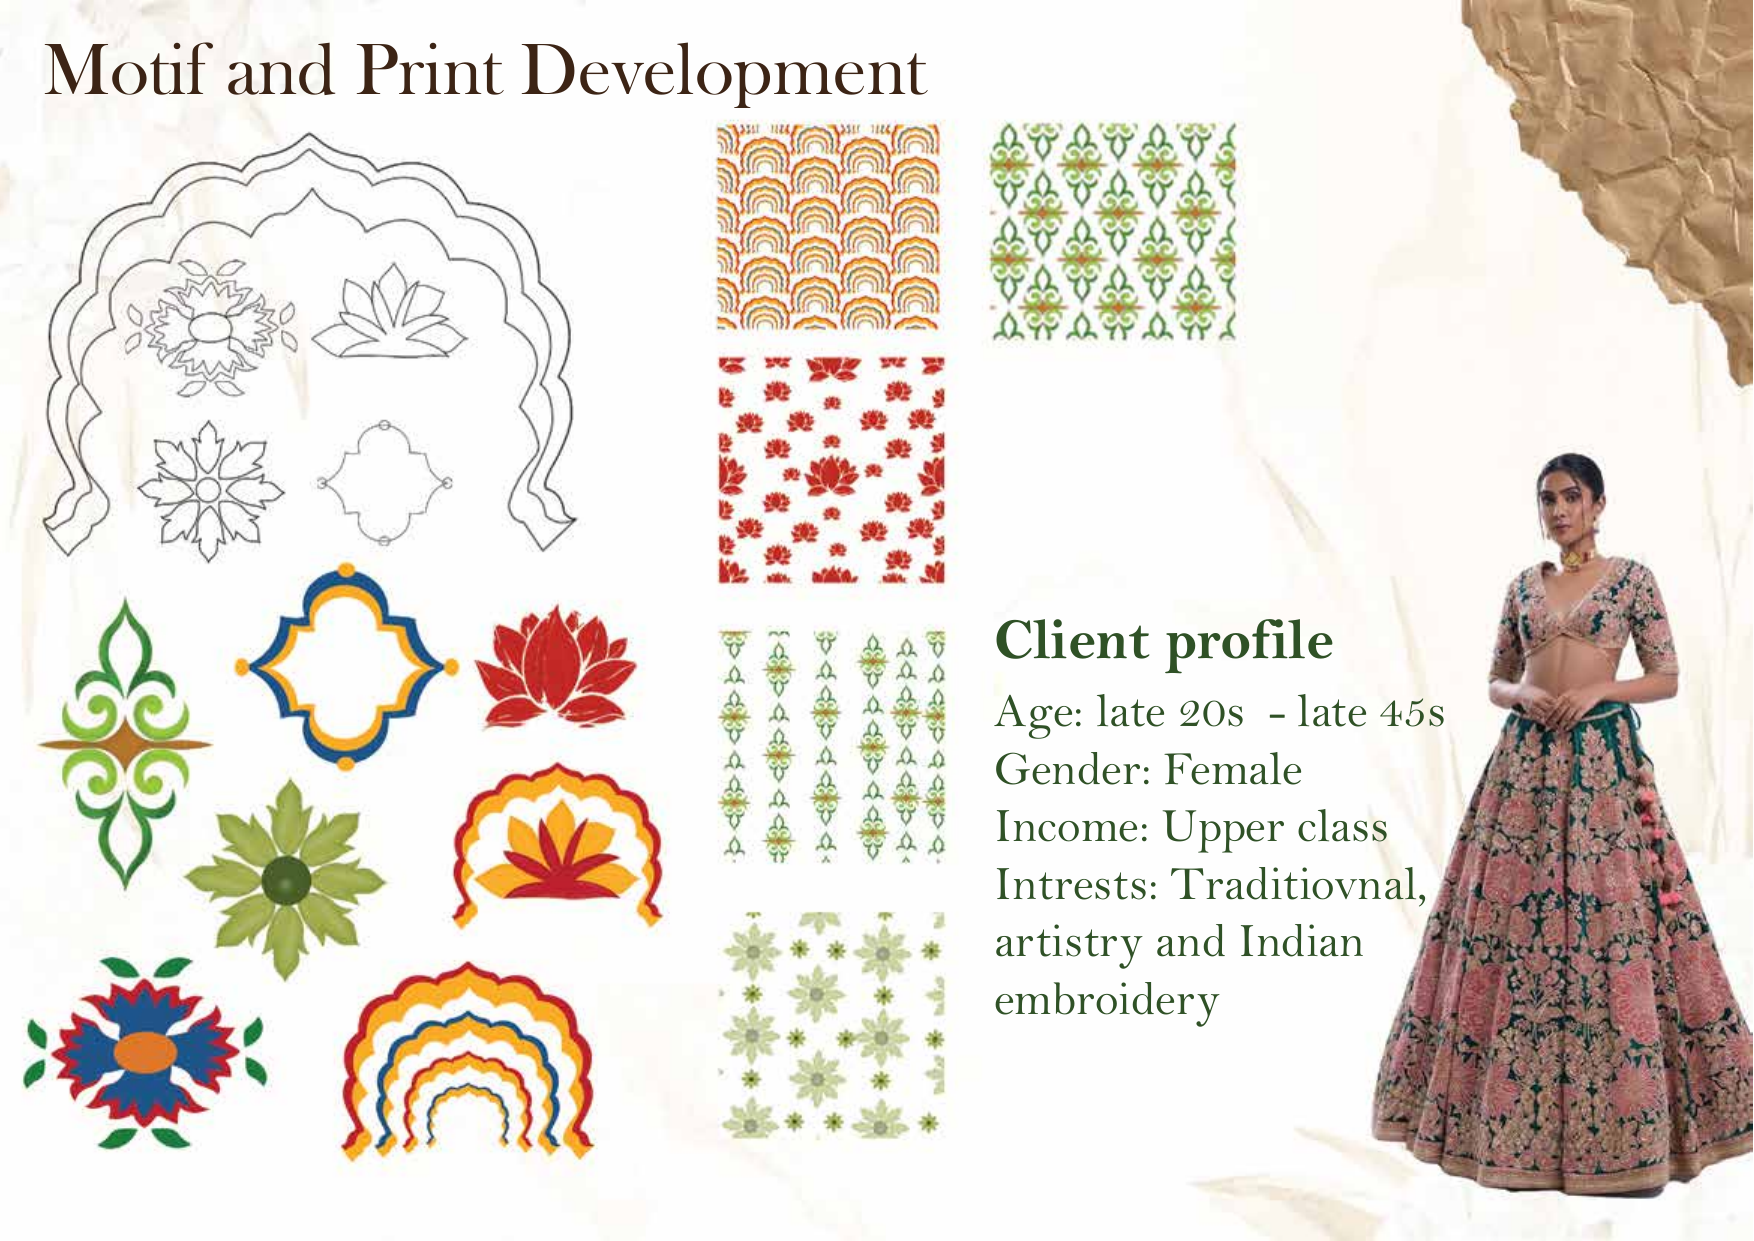 Motif and Print Development
Client profile
Age: late 20s - late 45s
Gender: Female
Income: Upper class
Intrests: Traditiovnal,
artistry and Indian
embroidery